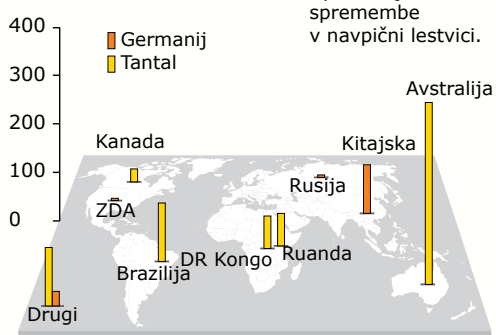 spremembe
v navpični lestvici.
400
300
200
100
0
Germanij
Tantal
Avstralija
Kanada
Kitajska
Rusija
ZDA
Brazilija
DR Kongo
Ruanda
Drugi